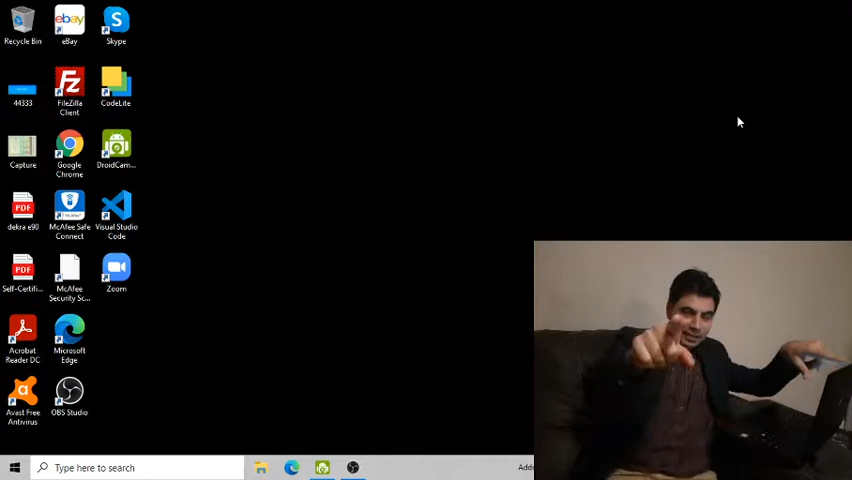 Recycle Bin
eBay
Skype
44333
FileZilla
Client
CodeLite
Capture
Google
Chrome
DroidCam...
dekra e90
McAfee Safe
Connect
Visual Studio
Code
Self-Certifi...
McAfee
Security Sc...
Zoom
Acrobat
Reader DC
Microsoft
Edge
Avast Free
Antivirus
OBS Studio
Type here to search